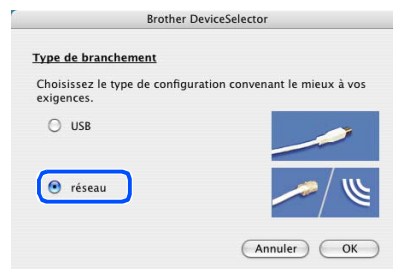 Brother DeviceSelector
Type de branchement
Choisissez le type de configuration convenant le mieux à vos
exigences.
USB
réseau
Annuler OK